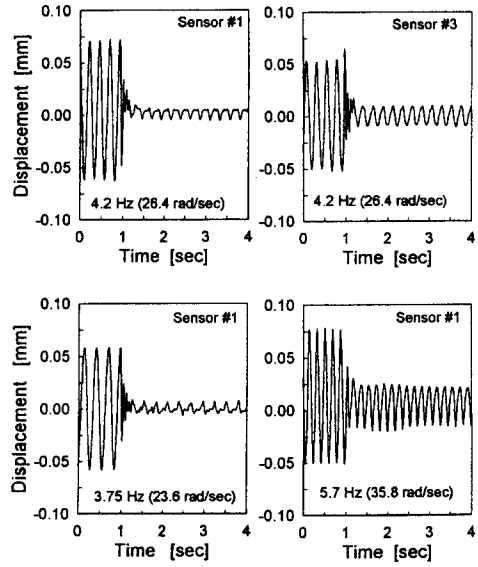 0.10
Sensor #1
0.05
0.00
-0.05
-0.10
Displacement [mm]
4.2 Hz (26.4 rad/sec)
0 1 2 3 4
Time [sec]
0.10
Sensor #3
0.05
0.00
-0.05
-0.10
4.2 Hz (26.4 rad/sec)
0 1 2 3 4
Time [sec]
0.10
Sensor #1
0.05
0.00
-0.05
-0.10
Displacement [mm]
3.75 Hz (23.6 rad/sec)
0 1 2 3 4
Time [sec]
0.10
Sensor #1
0.05
0.00
-0.05
-0.10
5.7 Hz (35.8 rad/sec)
0 1 2 3 4
Time [sec]